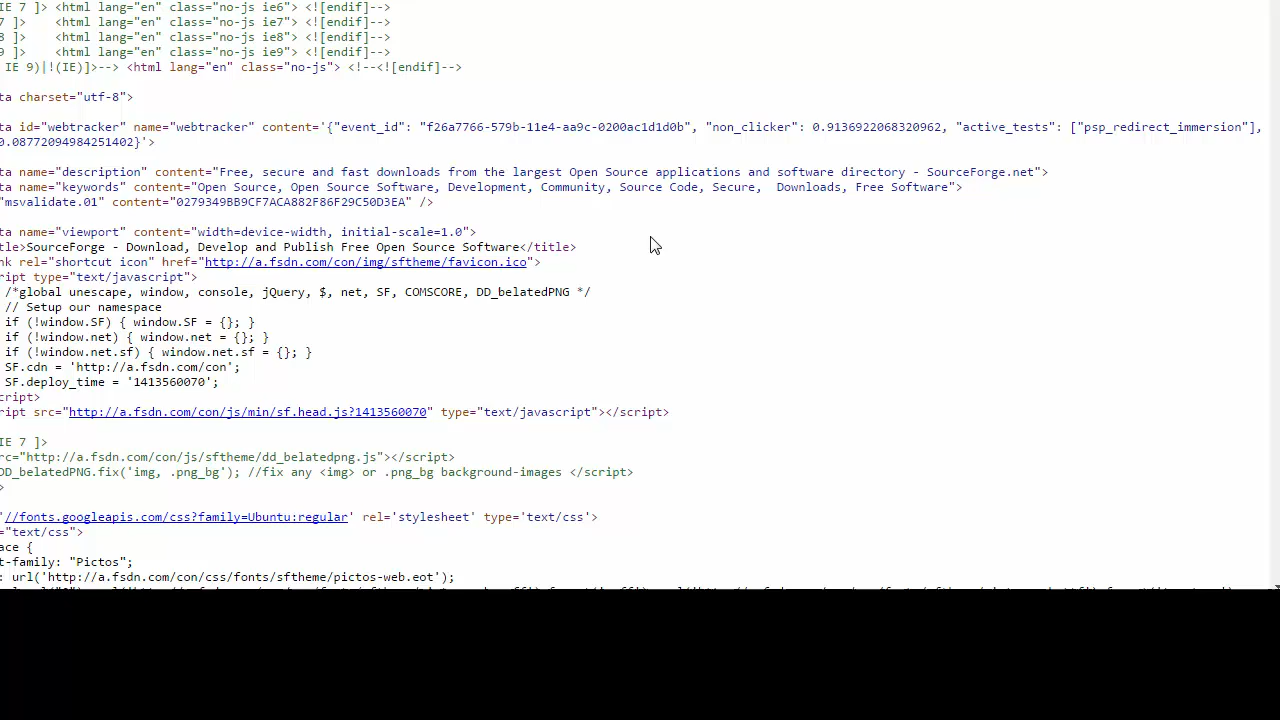 IE 7 ]> <html lang="en" class="no-js ie6"> <![endif]-->
7 ]>    <html lang="en" class="no-js ie7"> <![endif]-->
8 ]>    <html lang="en" class="no-js ie8"> <![endif]-->
9 ]>    <html lang="en" class="no-js ie9"> <![endif]-->
IE 9)|!(IE)]>--> <html lang="en" class="no-js"> <!--<![endif]-->
ta charset="utf-8">
ta id="webtracker" name="webtracker" content='{"event_id": "f26a7766-579b-11e4-aa9c-0200ac1d1d0b", "non_clicker": 0.9136922068320962, "active_tests": ["psp_redirect_immersion"],
0.08772094984251402}'>
ta name="description" content="Free, secure and fast downloads from the largest Open Source applications and software directory - SourceForge.net">
ta name="keywords" content="Open Source, Open Source Software, Development, Community, Source Code, Secure,  Downloads, Free Software">
"msvalidate.01" content="0279349BB9CF7ACA882F86F29C50D3EA" />
ta name="viewport" content="width=device-width, initial-scale=1.0">
tle>SourceForge - Download, Develop and Publish Free Open Source Software</title>
nk rel="shortcut icon" href="http://a.fsdn.com/con/img/sftheme/favicon.ico">
ript type="text/javascript">
/*global unescape, window, console, jQuery, $, net, SF, COMSCORE, DD_belatedPNG */
// Setup our namespace
if (!window.SF) { window.SF = {}; }
if (!window.net) { window.net = {}; }
if (!window.net.sf) { window.net.sf = {}; }
SF.cdn = 'http://a.fsdn.com/con';
SF.deploy_time = '1413560070';
cript>
ript src="http://a.fsdn.com/con/js/min/sf.head.js?1413560070" type="text/javascript"></script>
IE 7 ]>
rc="http://a.fsdn.com/con/js/sftheme/dd_belatedpng.js"></script>
DD_belatedPNG.fix('img, .png_bg'); //fix any <img> or .png_bg background-images </script>
>
'//fonts.googleapis.com/css?family=Ubuntu:regular' rel='stylesheet' type='text/css'>
="text/css">
ace {
t-family: "Pictos";
: url('http://a.fsdn.com/con/css/fonts/sftheme/pictos-web.eot');